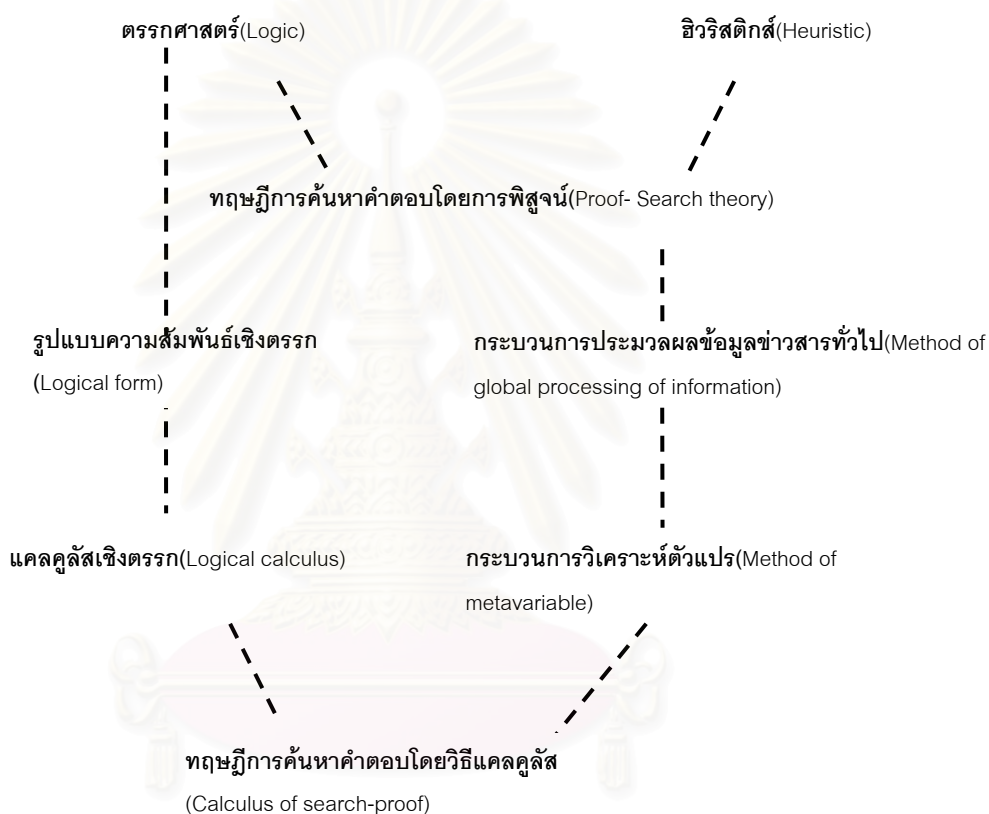 ตรรกศาสตร์(Logic)
ฮิวริสติกส์(Heuristic)
ทฤษฎีการค้นหาคำตอบโดยการพิสูจน์(Proof- Search theory)
รูปแบบความสัมพันธ์เชิงตรรก
(Logical form)
กระบวนการประมวลผลข้อมูลข่าวสารทั่วไป(Method of
global processing of information)
แคลคูลัสเชิงตรรก(Logical calculus)
กระบวนการวิเคราะห์ตัวแปร(Method of
metavariable)
ทฤษฎีการค้นหาคำตอบโดยวิธีแคลคูลัส
(Calculus of search-proof)